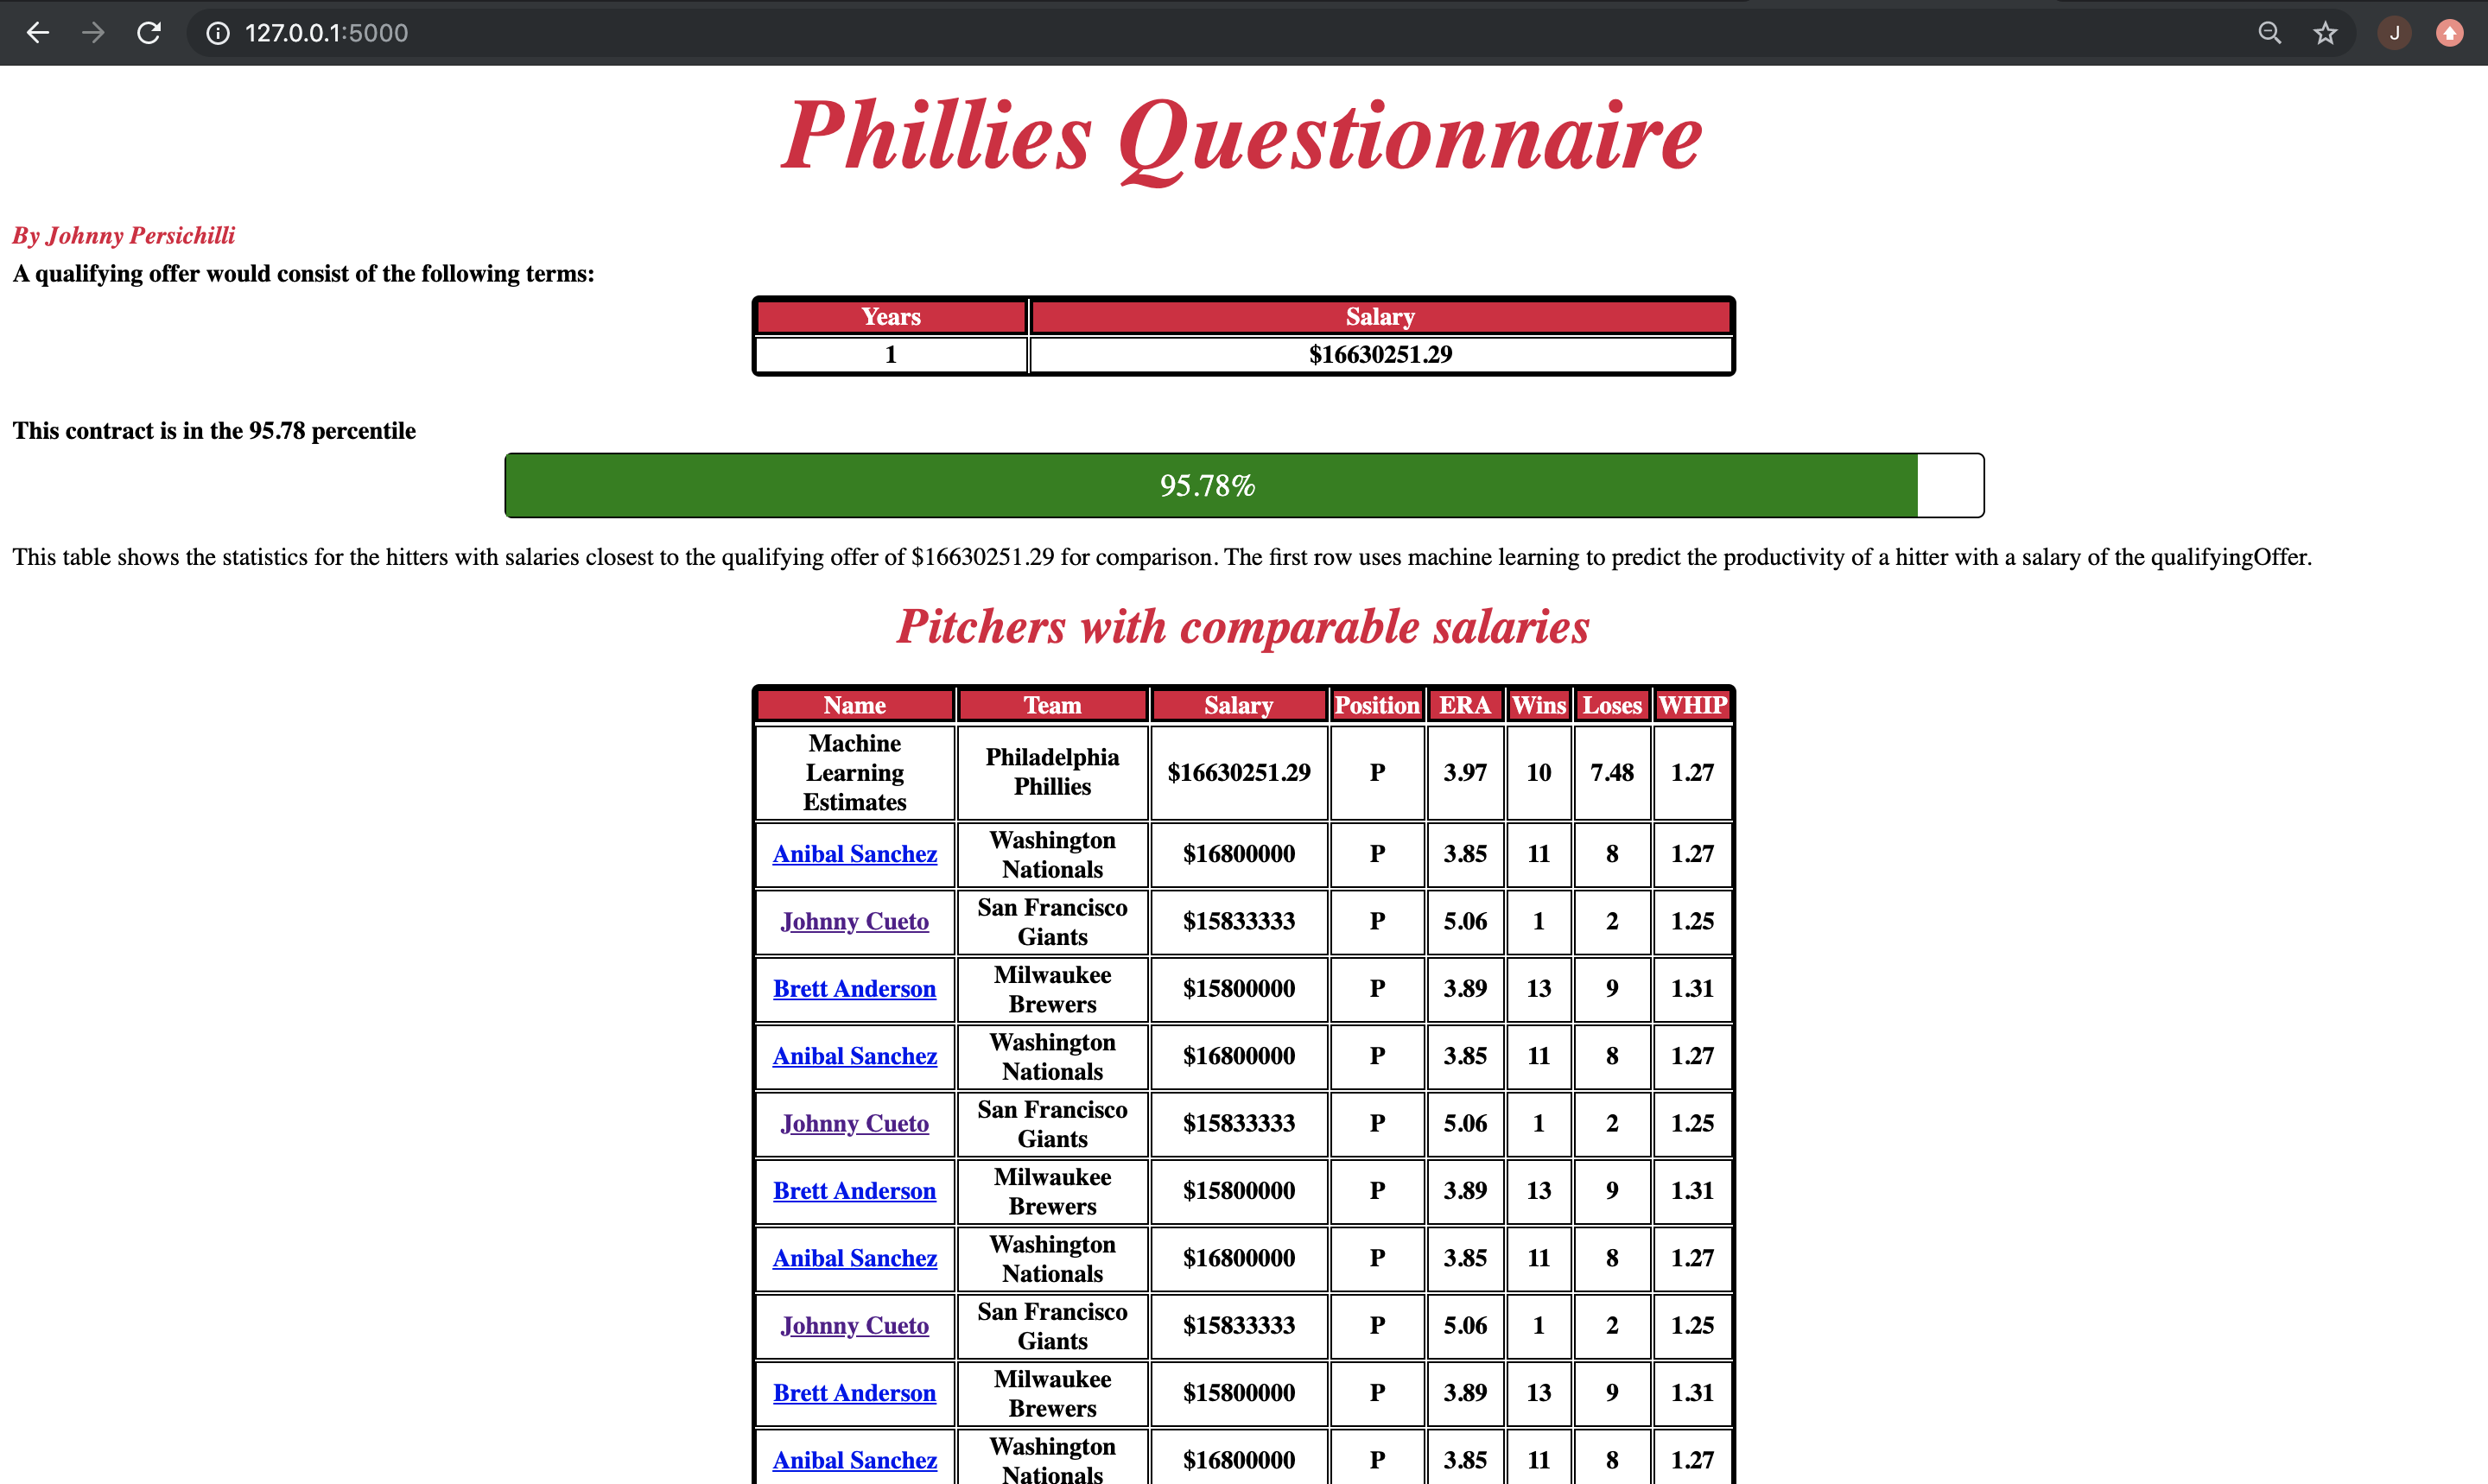 127.0.0.1:5000
J
Phillies Questionnaire
By Johnny Persichilli
A qualifying offer would consist of the following terms:
Years Salary
1 $16630251.29
This contract is in the 95.78 percentile
95.78%
This table shows the statistics for the hitters with salaries closest to the qualifying offer of $16630251.29 for comparison. The first row uses machine learning to predict the productivity of a hitter with a salary of the qualifyingOffer.
Pitchers with comparable salaries
Name Team Salary Position ERA Wins Loses WHIP
Machine Learning Estimates Philadelphia Phillies $16630251.29 P 3.97 10 7.48 1.27
Anibal Sanchez Washington Nationals $16800000 P 3.85 11 8 1.27
Johnny Cueto San Francisco Giants $15833333 P 5.06 1 2 1.25
Brett Anderson Milwaukee Brewers $15800000 P 3.89 13 9 1.31
Anibal Sanchez Washington Nationals $16800000 P 3.85 11 8 1.27
Johnny Cueto San Francisco Giants $15833333 P 5.06 1 2 1.25
Brett Anderson Milwaukee Brewers $15800000 P 3.89 13 9 1.31
Anibal Sanchez Washington Nationals $16800000 P 3.85 11 8 1.27
Johnny Cueto San Francisco Giants $15833333 P 5.06 1 2 1.25
Brett Anderson Milwaukee Brewers $15800000 P 3.89 13 9 1.31
Anibal Sanchez Washington Nationals $16800000 P 3.85 11 8 1.27